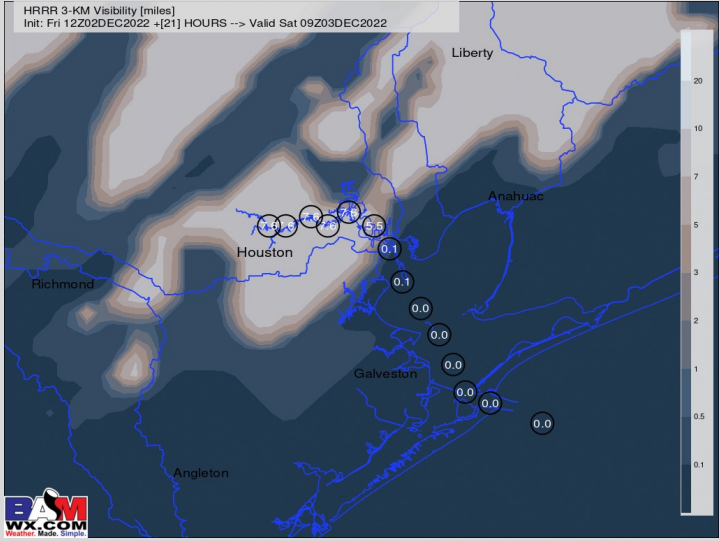 HRRR 3-KM Visibility [miles]
Init: Fri 12Z02DEC2022 +[21] HOURS --> Valid Sat 09Z03DEC2022
Liberty
20
10
7
Anahuac
5.5
5
0.1
Houston
3
Richmond
0.1
0.0
2
0.0
0.0
1
Galveston
0.0
0.0
0.5
0.0
0.1
Angleton
BAM
WX.COM
Weather. Made. Simple.